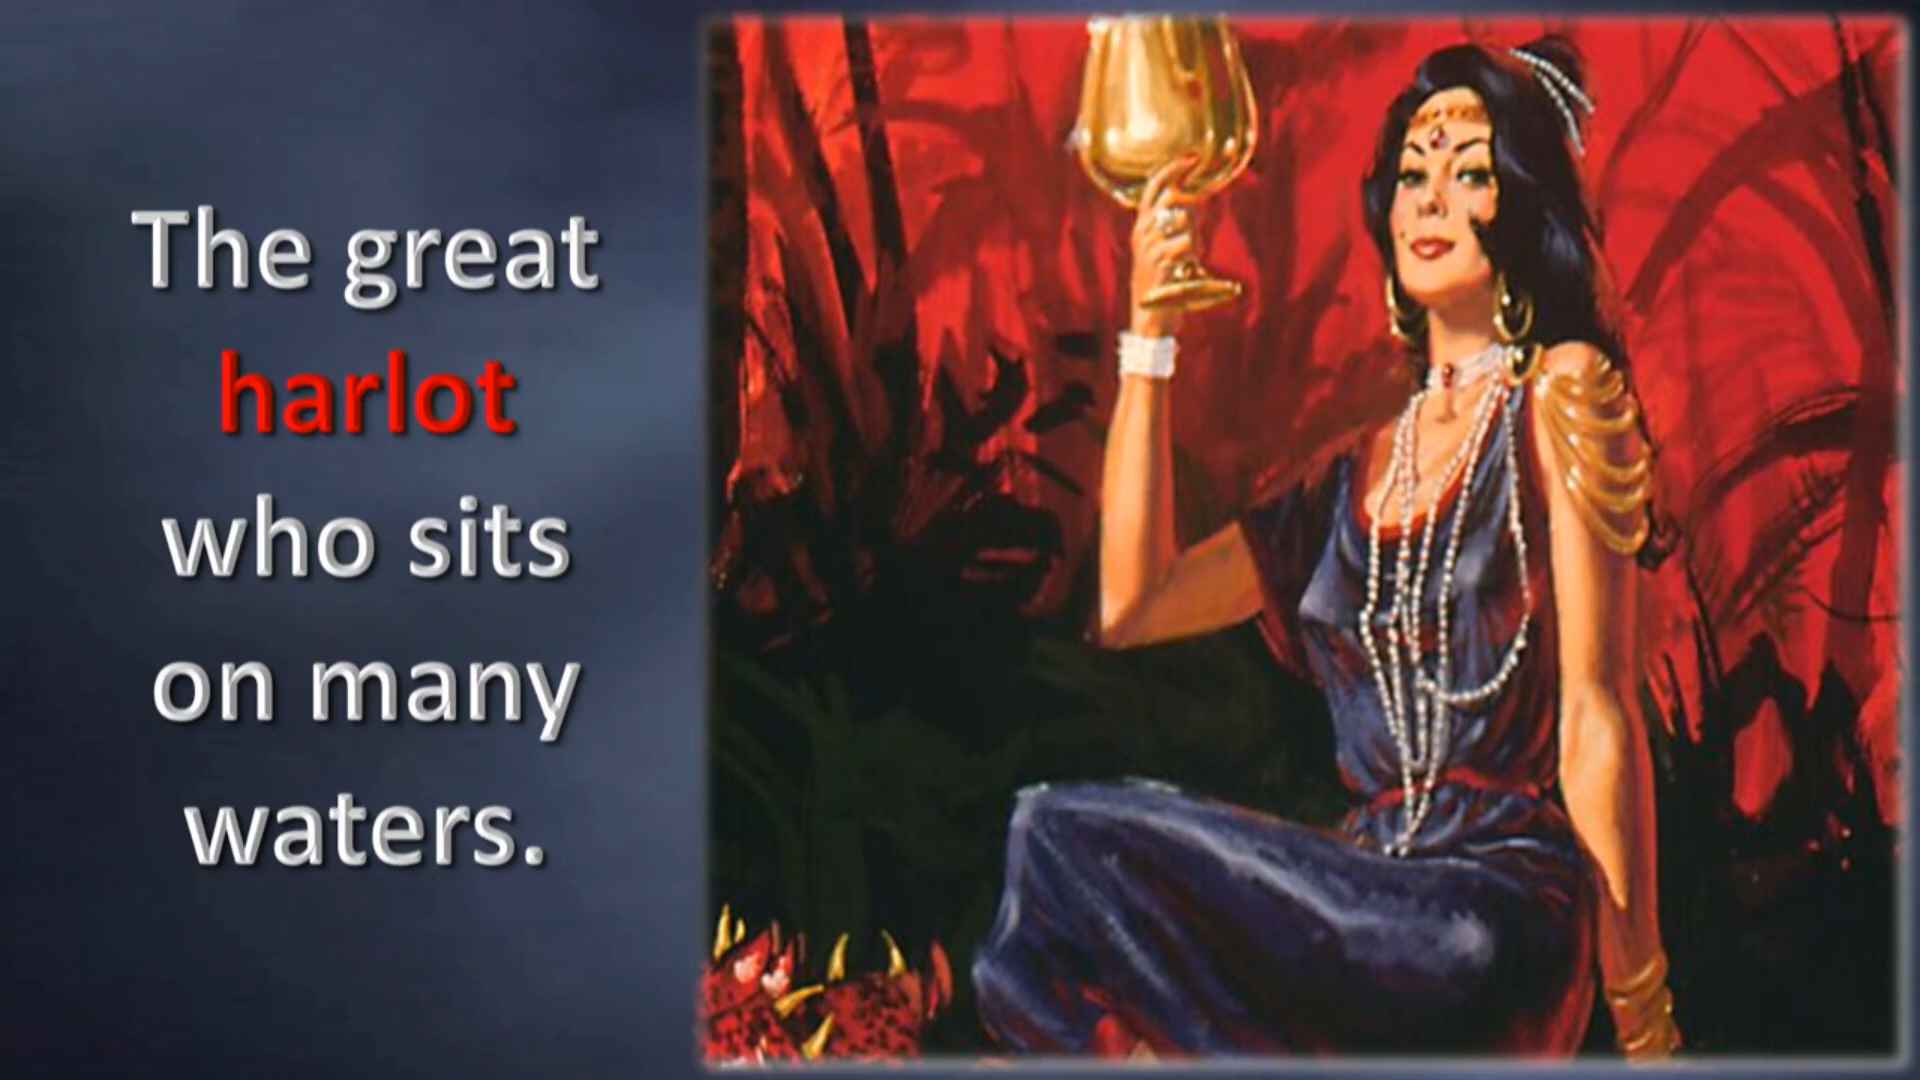 The great
harlot
who sits
on many
waters.